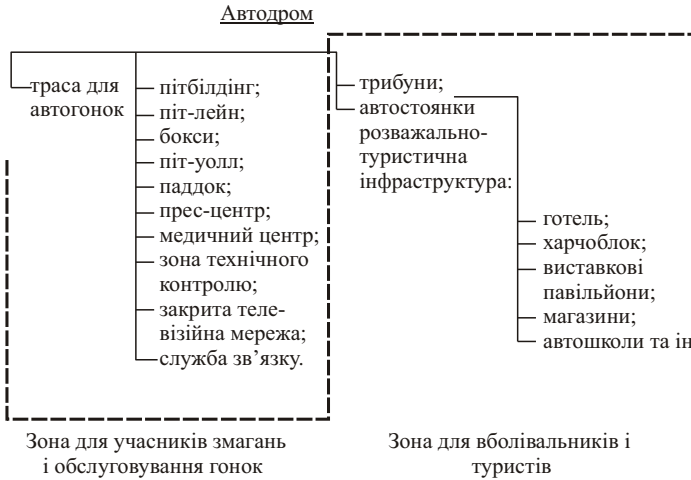 Автодром
траса для
автогонок
пітбілдінг;
піт-лейн;
бокси;
піт-уолл;
паддок;
прес-центр;
медичний центр;
зона технічного
контролю;
закрита теле-
візійна мережа;
служба зв’язку.
трибуни;
автостоянки
розважально-
туристична
інфраструктура:
готель;
харчоблок;
виставкові
павільйони;
магазини;
автошколи та ін
Зона для учасників змагань
і обслуговування гонок
Зона для вболівальників і
туристів